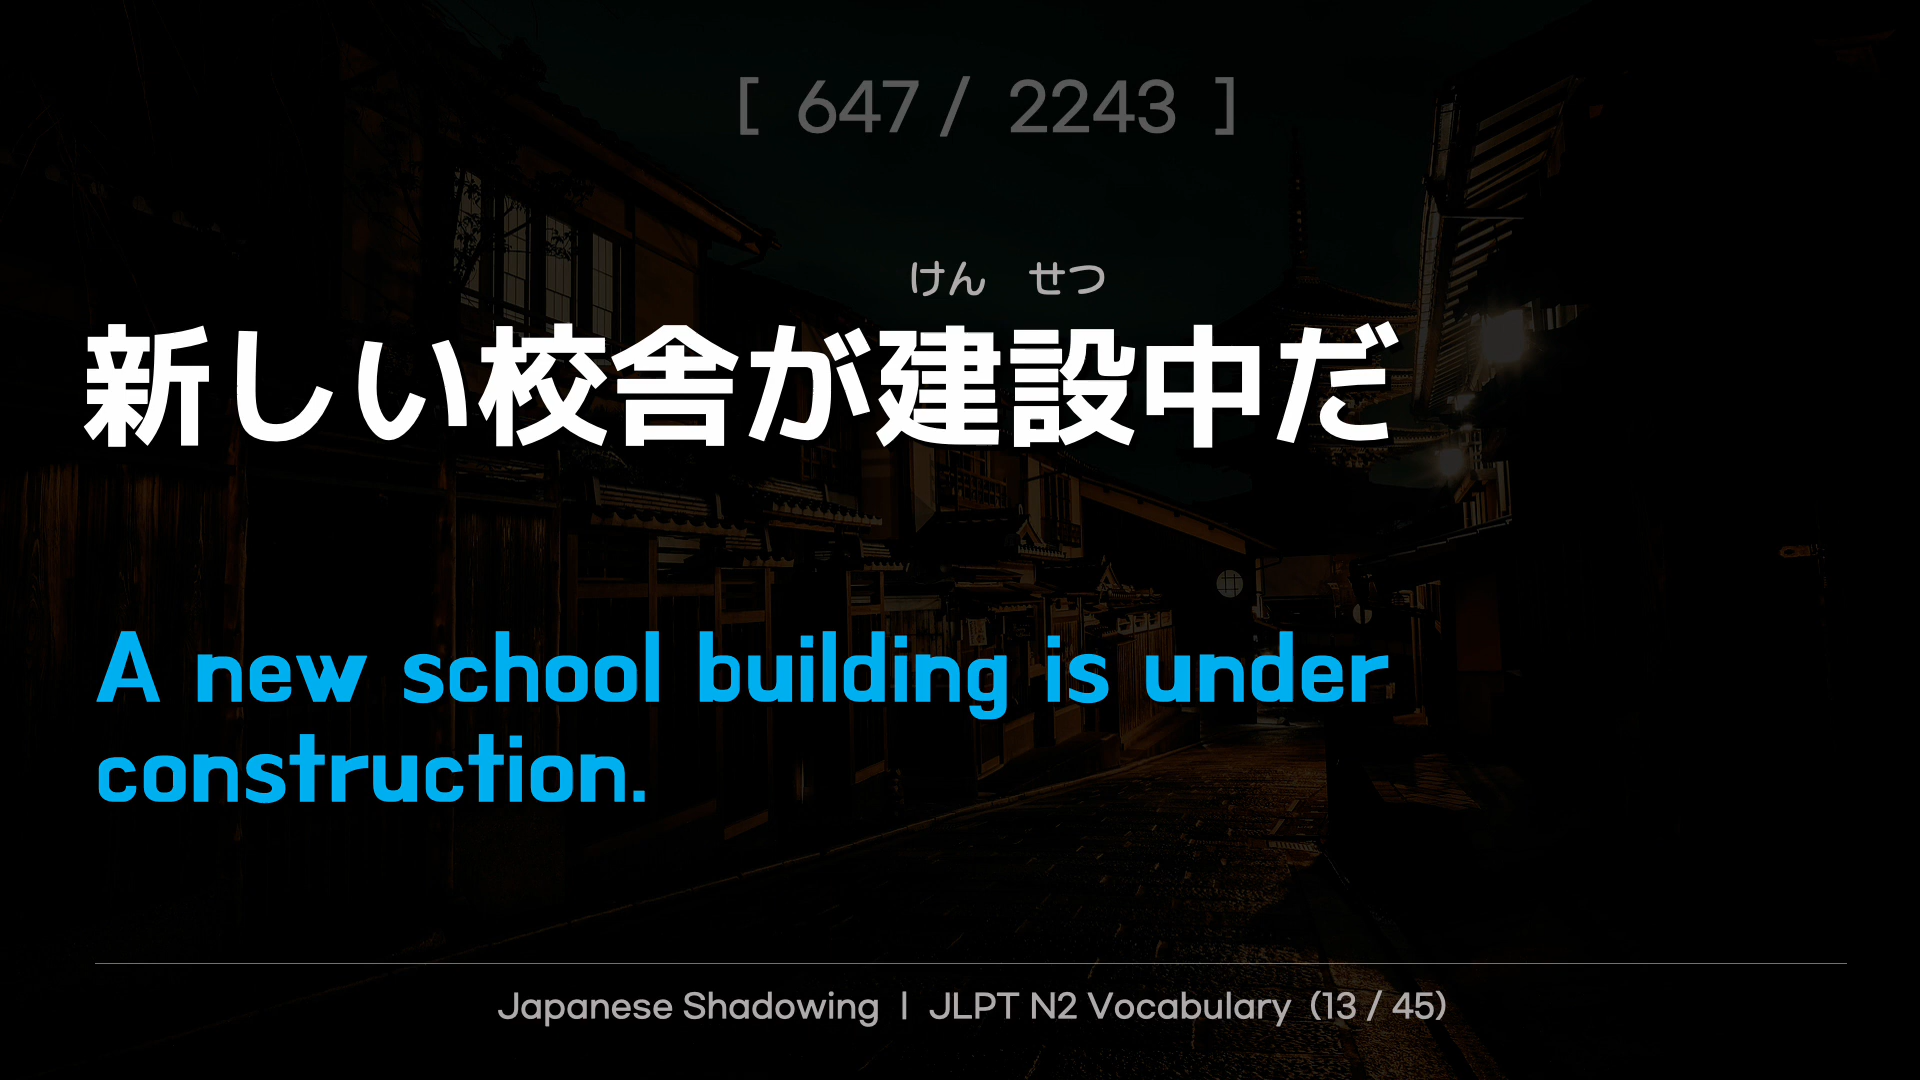 [ 647 / 2243 ]
けん せつ
新しい校舎が建設中だ
A new school building is under
construction.
Japanese Shadowing | JLPT N2 Vocabulary (13 / 45)